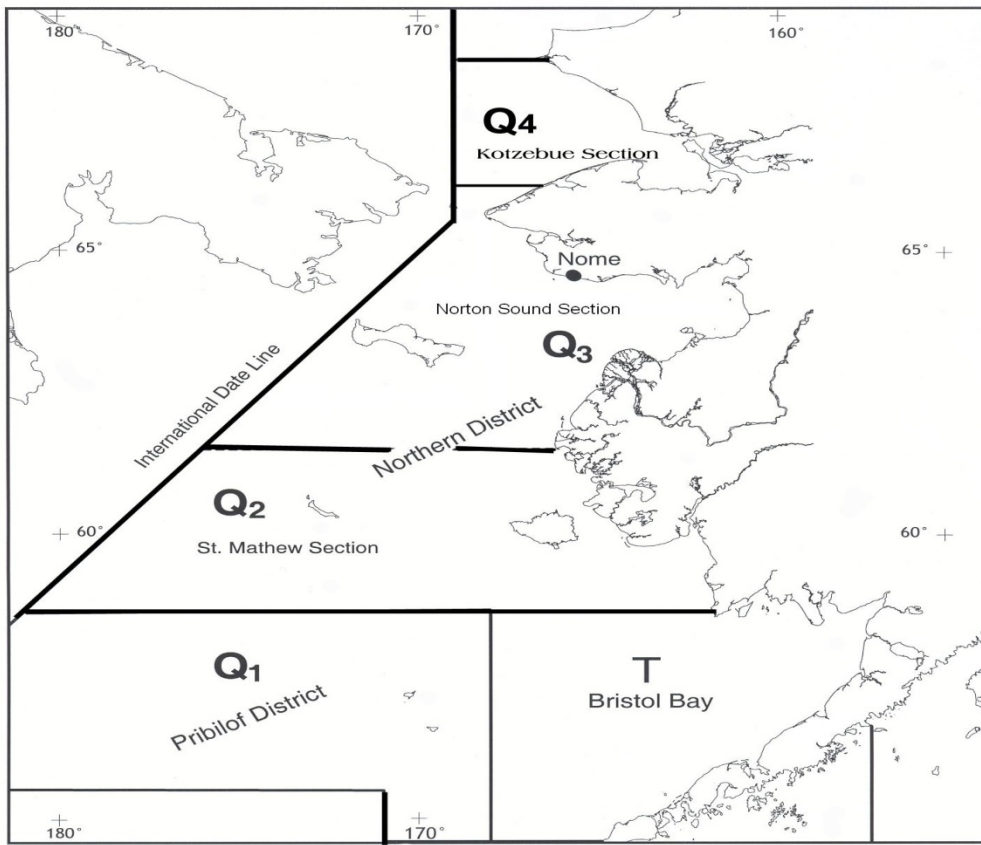 180° 170° 160°
Q4
Kotzebue Section
65° 65°
Nome
Norton Sound Section
Q3
International Date Line
Northern District
Q2
60° 60°
St. Mathew Section
Q1
T
Pribilof District
Bristol Bay
180° 170°